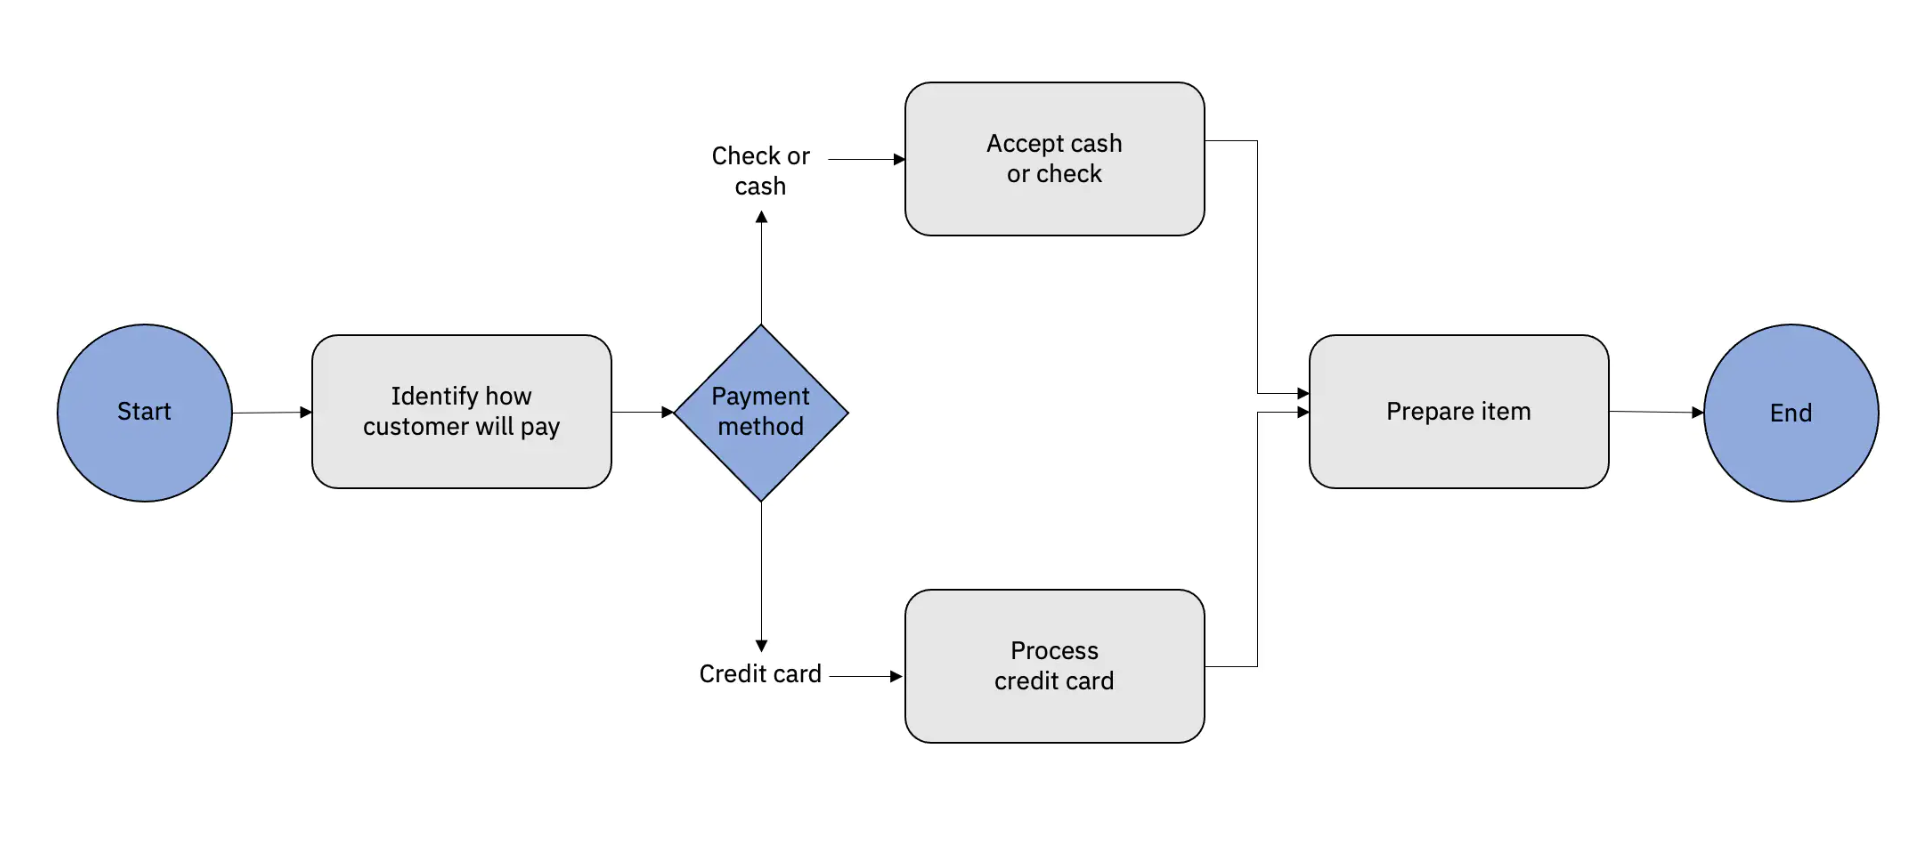 Start
Identify how
customer will pay
Payment
method
Check or
cash
Accept cash
or check
Credit card
Process
credit card
Prepare item
End